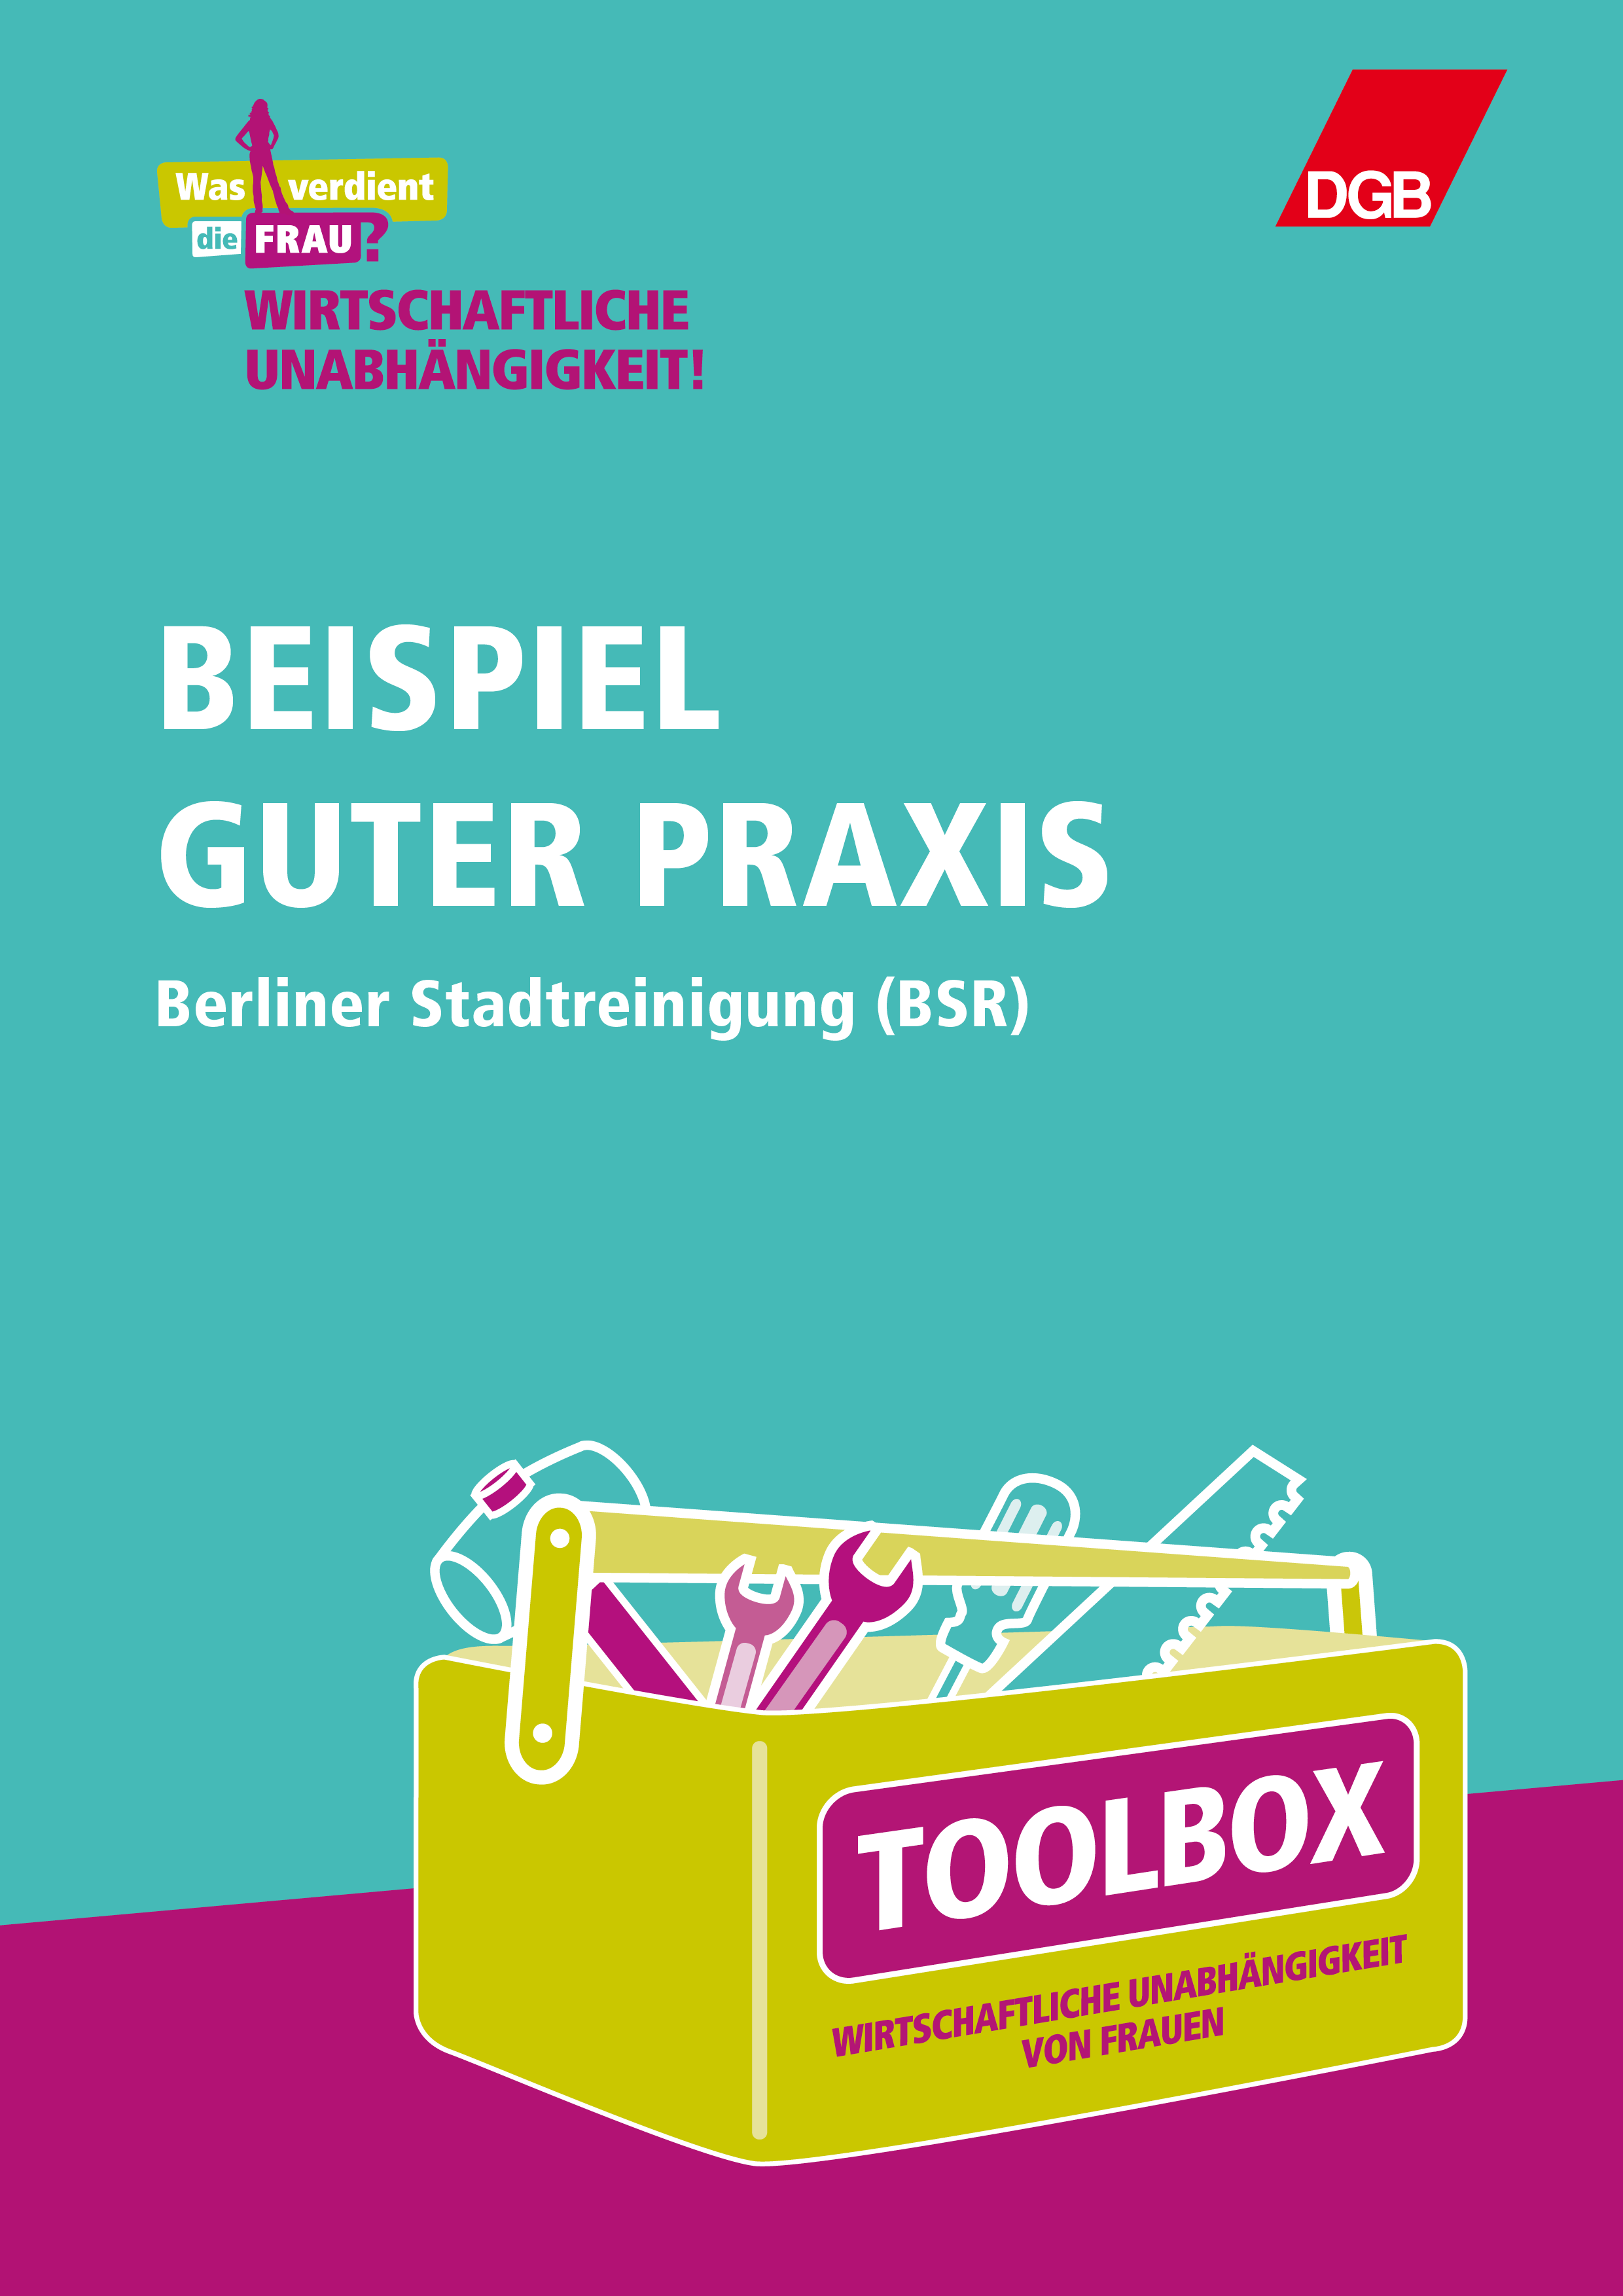 Was verdient
die FRAU?
WIRTSCHAFTLICHE
UNABHÄNGIGKEIT!
DGB
BEISPIEL
GUTER PRAXIS
Berliner Stadtreinigung (BSR)
TOOLBOX
WIRTSCHAFTLICHE UNABHÄNGIGKEIT
VON FRAUEN